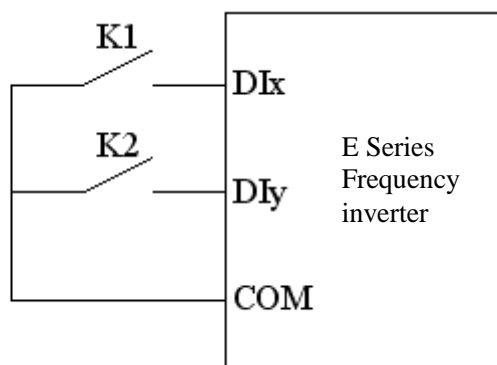 K1
DIx
K2
DIy
E Series
Frequency
inverter
COM